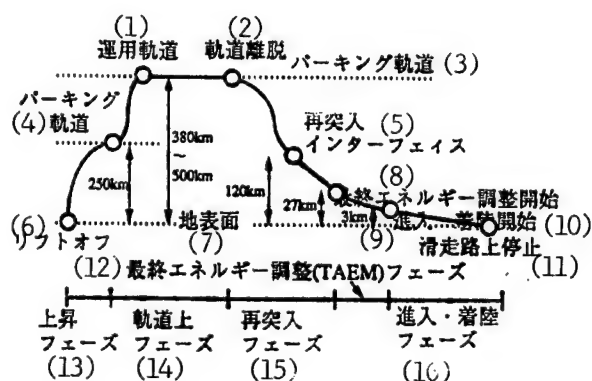 (1)
運用軌道
(2)
軌道離脱
パーキング軌道 (3)
パーキング
(4) 軌道
380km
~
500km
250km
再突入 (5)
インターフェイス
120km
27km
3km
(8)
最終エネルギー調整開始
進入・着陸開始 (10)
(6)
リフトオフ
地表面
(7)
(9)
滑走路上停止
(11)
(12) 最終エネルギー調整(TAEM)フェーズ
上昇
フェーズ
(13)
軌道上
フェーズ
(14)
再突入
フェーズ
(15)
進入・着陸
フェーズ
(16)